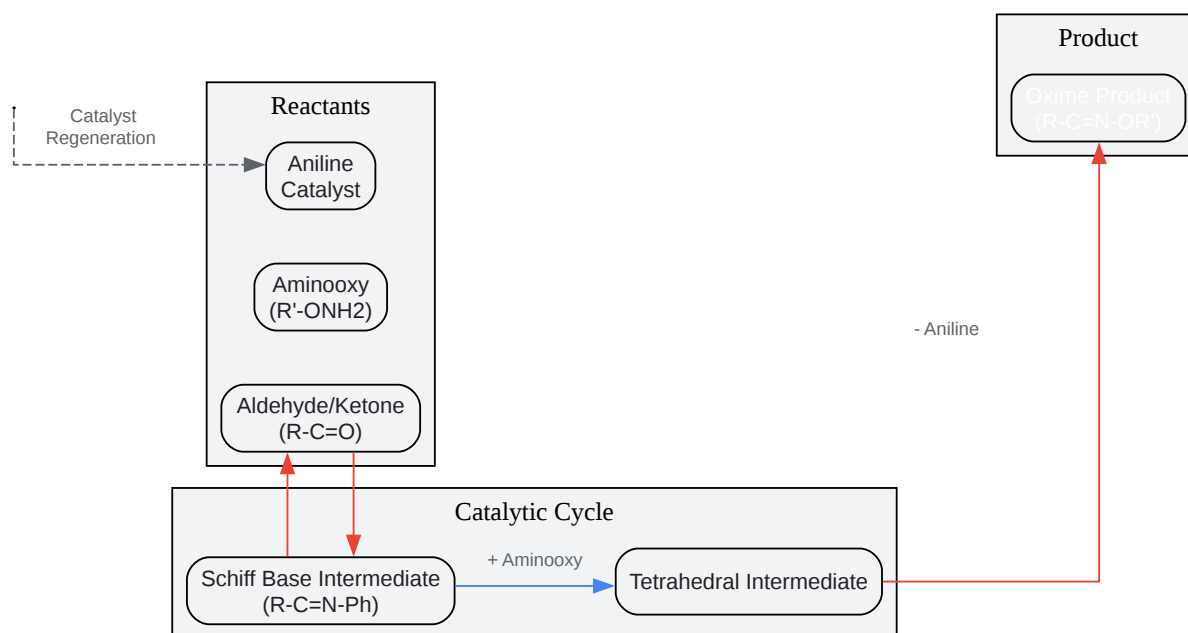 Product
Oxime Product
(R-C=N-OR')
Reactants
Catalyst
Regeneration
Aniline
Catalyst
Aminooxy
(R'-ONH2)
- Aniline
Aldehyde/Ketone
(R-C=O)
Catalytic Cycle
+ Aminooxy
Schiff Base Intermediate
(R-C=N-Ph)
Tetrahedral Intermediate